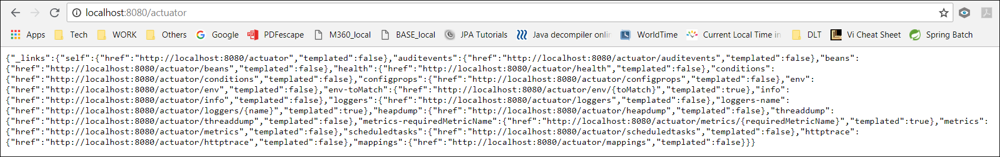 localhost:8080/actuator
Apps Tech WORK Others Google PDFescape M360_local BASE_local JPA Tutorials Java decompiler onlin WorldTime Current Local Time in DLT Vi Cheat Sheet Spring Batch
{"_links":{"self":{"href":"http://localhost:8080/actuator","templated":false},"auditevents":{"href":"http://localhost:8080/actuator/auditevents","templated":false},"beans":
{"href":"http://localhost:8080/actuator/beans","templated":false},"health":{"href":"http://localhost:8080/actuator/health","templated":false},"conditions":
{"href":"http://localhost:8080/actuator/conditions","templated":false},"configprops":{"href":"http://localhost:8080/actuator/configprops","templated":false},"env":
{"href":"http://localhost:8080/actuator/env","templated":false},"env-toMatch":{"href":"http://localhost:8080/actuator/env/{toMatch}","templated":true},"info":
{"href":"http://localhost:8080/actuator/info","templated":false},"loggers":{"href":"http://localhost:8080/actuator/loggers","templated":false},"loggers-name":
{"href":"http://localhost:8080/actuator/loggers/{name}","templated":true},"heapdump":{"href":"http://localhost:8080/actuator/heapdump","templated":false},"threaddump":
{"href":"http://localhost:8080/actuator/threaddump","templated":false},"metrics-requiredMetricName":{"href":"http://localhost:8080/actuator/metrics/{requiredMetricName}","templated":true},"metrics":
{"href":"http://localhost:8080/actuator/metrics","templated":false},"scheduledtasks":{"href":"http://localhost:8080/actuator/scheduledtasks","templated":false},"httptrace":
{"href":"http://localhost:8080/actuator/httptrace","templated":false},"mappings":{"href":"http://localhost:8080/actuator/mappings","templated":false}}}